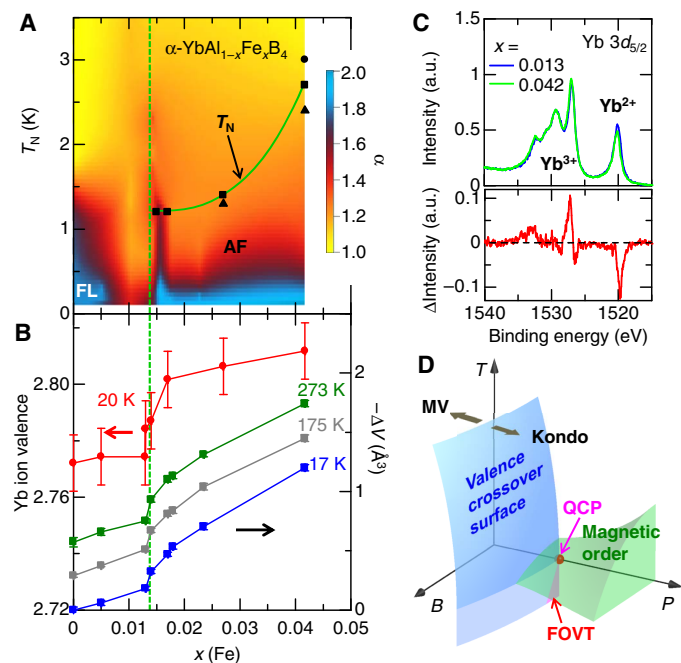 A
α-YbAl1−xFexB4
TN (K)
3
2
1
0
TN
AF
FL
2.0
1.8
1.6
1.4
1.2
1.0
α
B
Yb ion valence
2.80
2.76
2.72
20 K
273 K
175 K
17 K
2
1
0
−ΔV (Å3)
0
0.01
0.02
0.03
0.04
0.05
x (Fe)
C
Yb 3d5/2
x =
0.013
0.042
Yb2+
Yb3+
Intensity (a.u.)
1.0
0.5
0
ΔIntensity (a.u.)
0.1
0
−0.1
1540
1530
1520
Binding energy (eV)
D
T
MV
Kondo
Valence
crossover
surface
QCP
Magnetic
order
B
P
FOVT